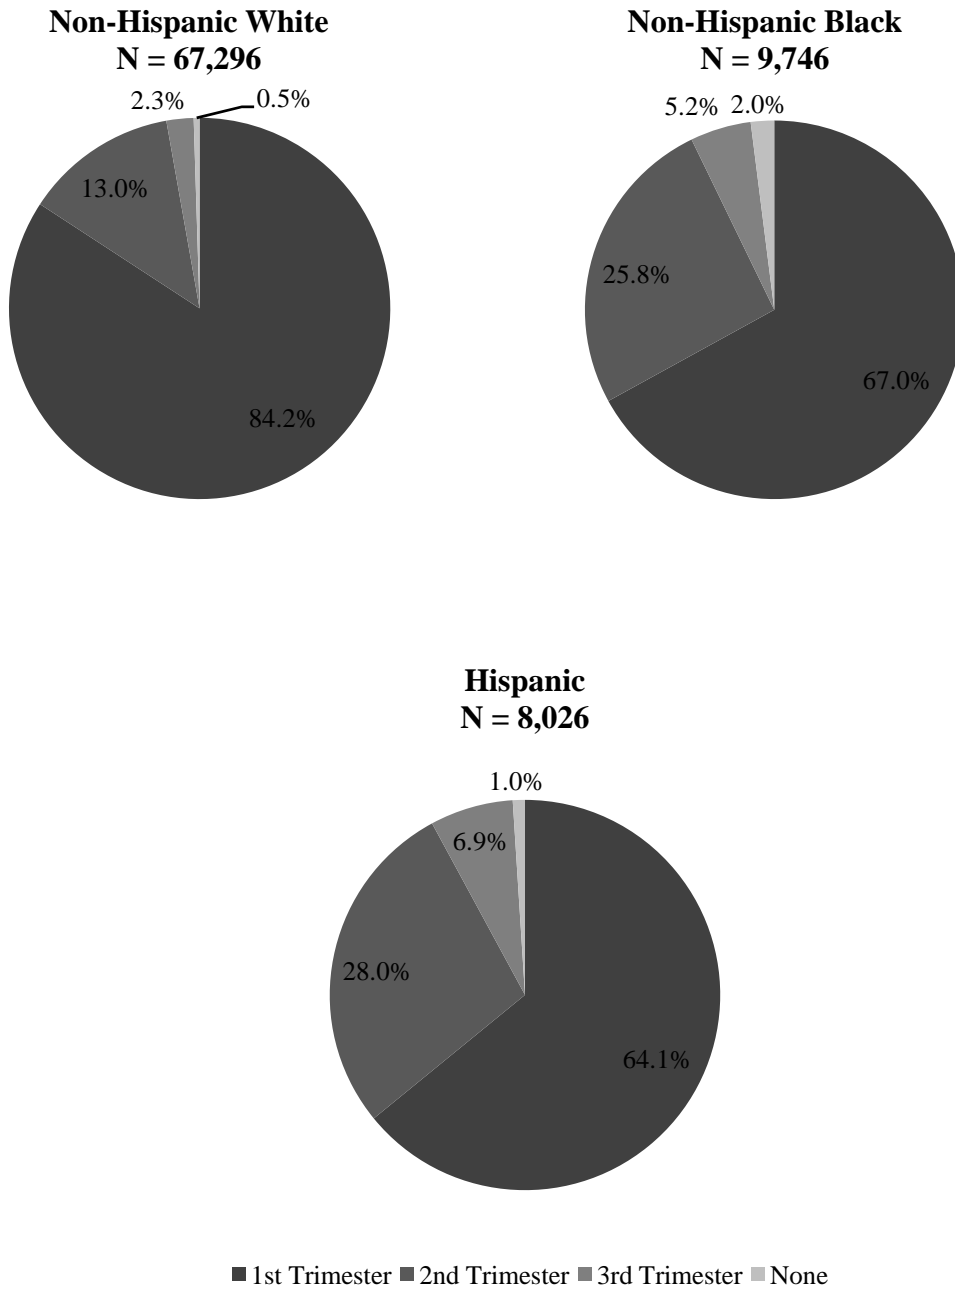 Non-Hispanic White
N = 67,296
2.3%
0.5%
13.0%
84.2%
Non-Hispanic Black
N = 9,746
5.2%
2.0%
25.8%
67.0%
Hispanic
N = 8,026
1.0%
6.9%
28.0%
64.1%
1st Trimester 2nd Trimester 3rd Trimester None